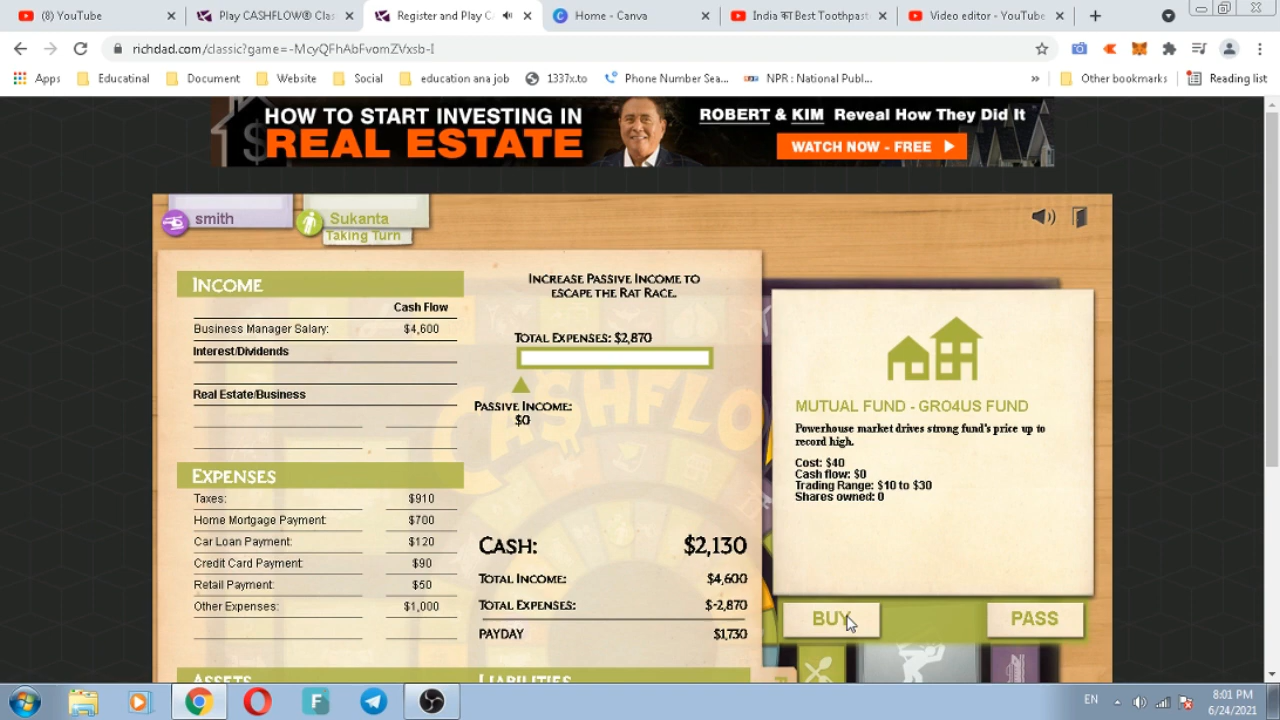 (8) YouTube
Play CASHFLOW® Clas
Register and Play C
Home - Canva
India का Best Toothpast
Video editor - YouTube
richdad.com/classic?game=-McyQFhAbFvomZVxsb-I
Apps
Educatinal
Document
Website
Social
education ana job
1337x.to
Phone Number Sea...
NPR : National Publ...
»
Other bookmarks
Reading list
HOW TO START INVESTING IN
REAL ESTATE
ROBERT & KIM Reveal How They Did It
WATCH NOW - FREE
smith
Sukanta
Taking Turn
INCOME
Cash Flow
Business Manager Salary: $4,600
Interest/Dividends
Real Estate/Business
EXPENSES
Taxes: $910
Home Mortgage Payment: $700
Car Loan Payment: $120
Credit Card Payment: $90
Retail Payment: $50
Other Expenses: $1,000
ASSETS
INCREASE PASSIVE INCOME TO
ESCAPE THE RAT RACE.
TOTAL EXPENSES: $2,870
PASSIVE INCOME:
$0
CASHFLOW
CASH: $2,130
TOTAL INCOME: $4,600
TOTAL EXPENSES: $-2,870
PAYDAY $1,730
LIABILITIES
MUTUAL FUND - GRO4US FUND
Powerhouse market drives strong fund's price up to
record high.
Cost: $40
Cash flow: $0
Trading Range: $10 to $30
Shares owned: 0
BUY
PASS
EN
8:01 PM
6/24/2021